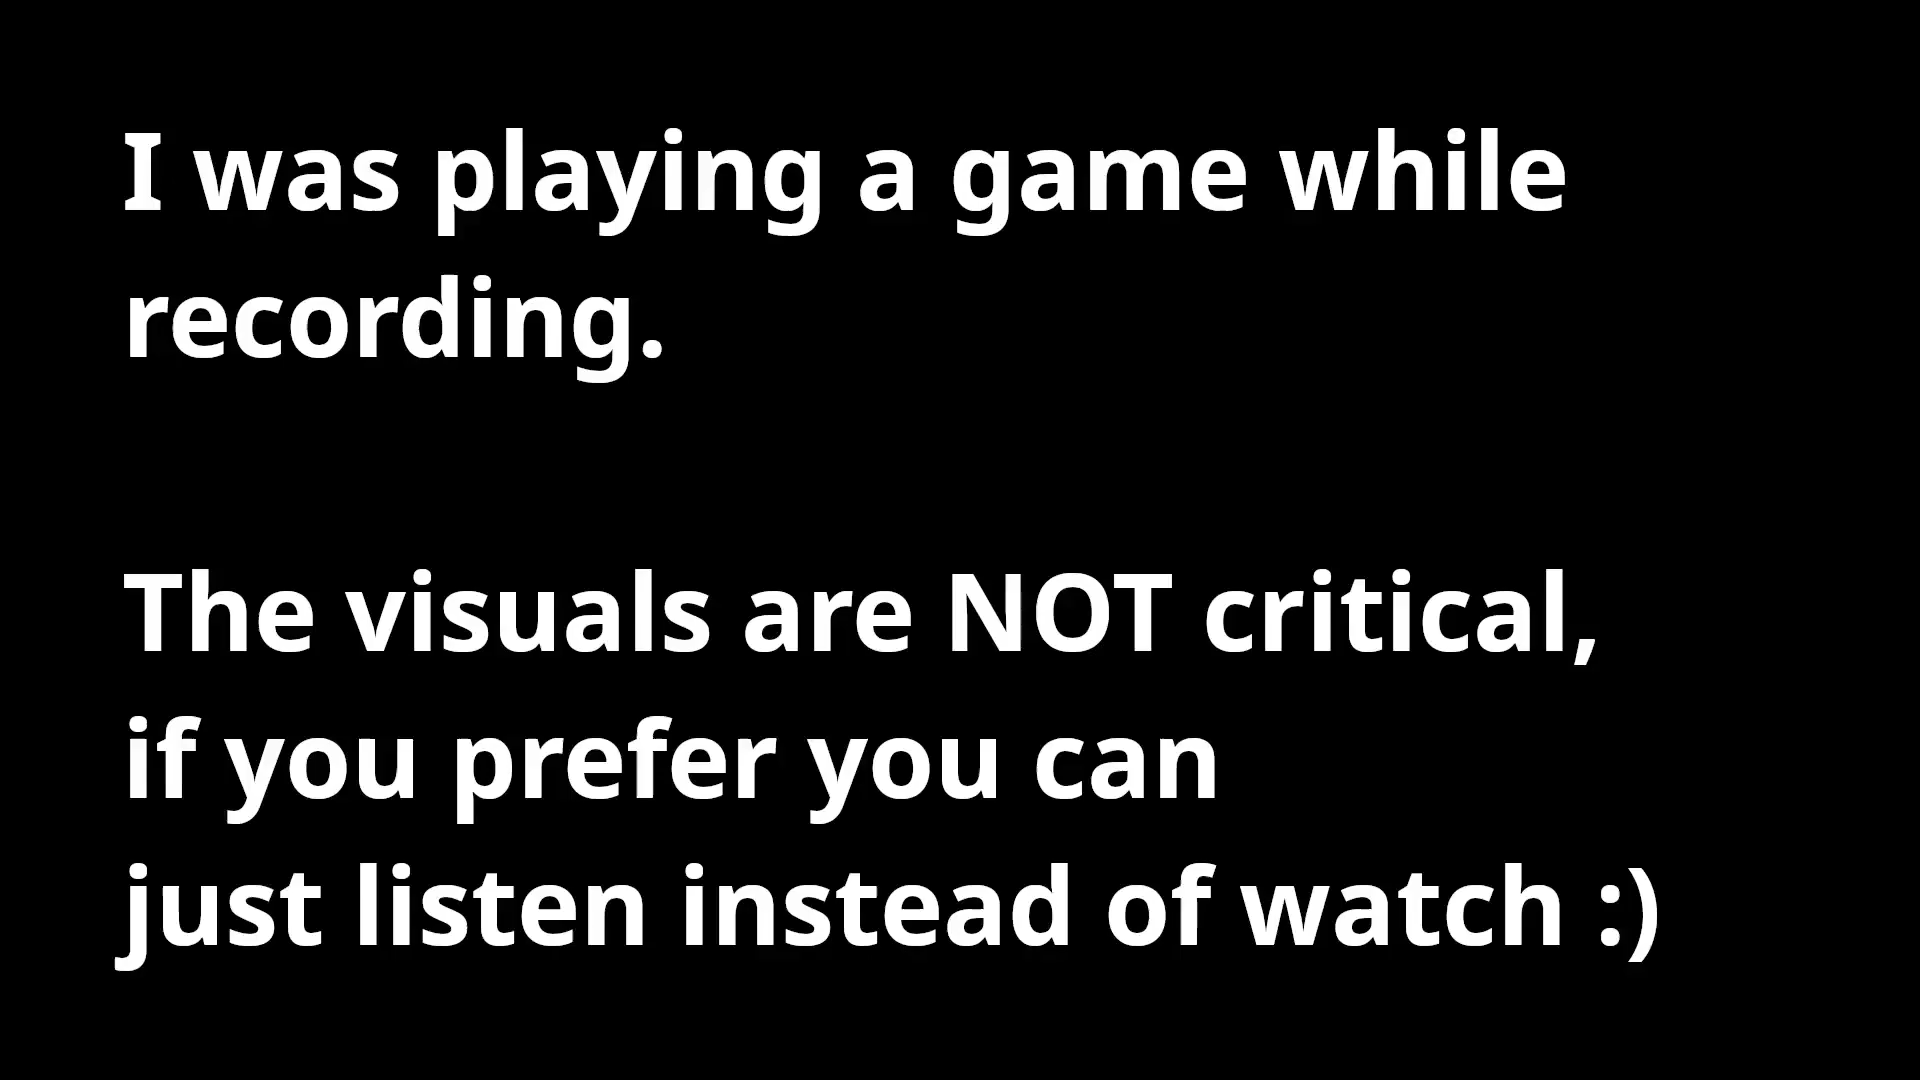 I was playing a game while
recording.
The visuals are NOT critical,
if you prefer you can
just listen instead of watch :)